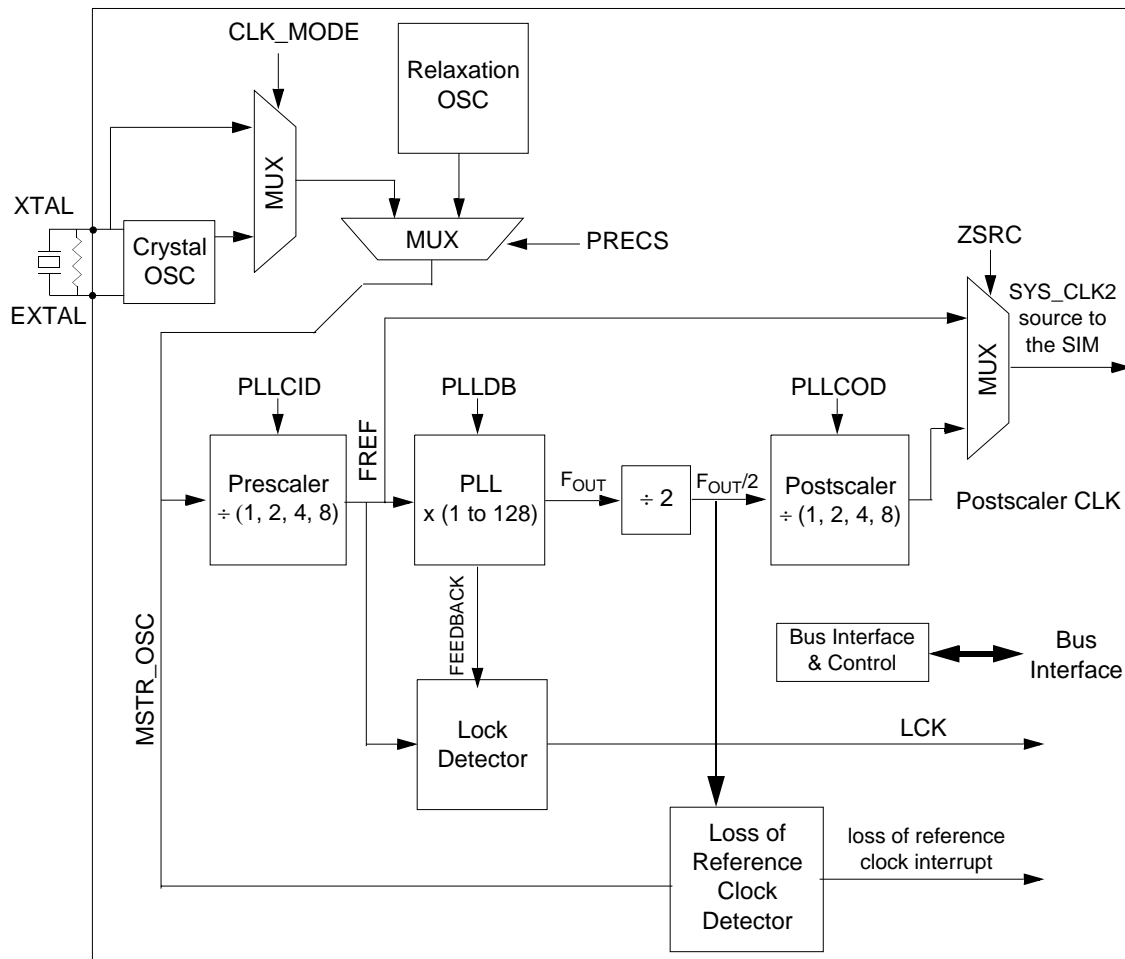 CLK_MODE
Relaxation
OSC
MUX
XTAL
Crystal
OSC
EXTAL
MUX
PRECS
ZSRC
SYS_CLK2
source to
the SIM
MUX
PLLCID
PLLDB
PLLCOD
FREF
Prescaler
÷ (1, 2, 4, 8)
PLL
x (1 to 128)
FOUT
÷ 2
FOUT/2
Postscaler
÷ (1, 2, 4, 8)
Postscaler CLK
MSTR_OSC
FEEDBACK
Bus Interface
& Control
Bus
Interface
Lock
Detector
LCK
Loss of
Reference
Clock
Detector
loss of reference
clock interrupt